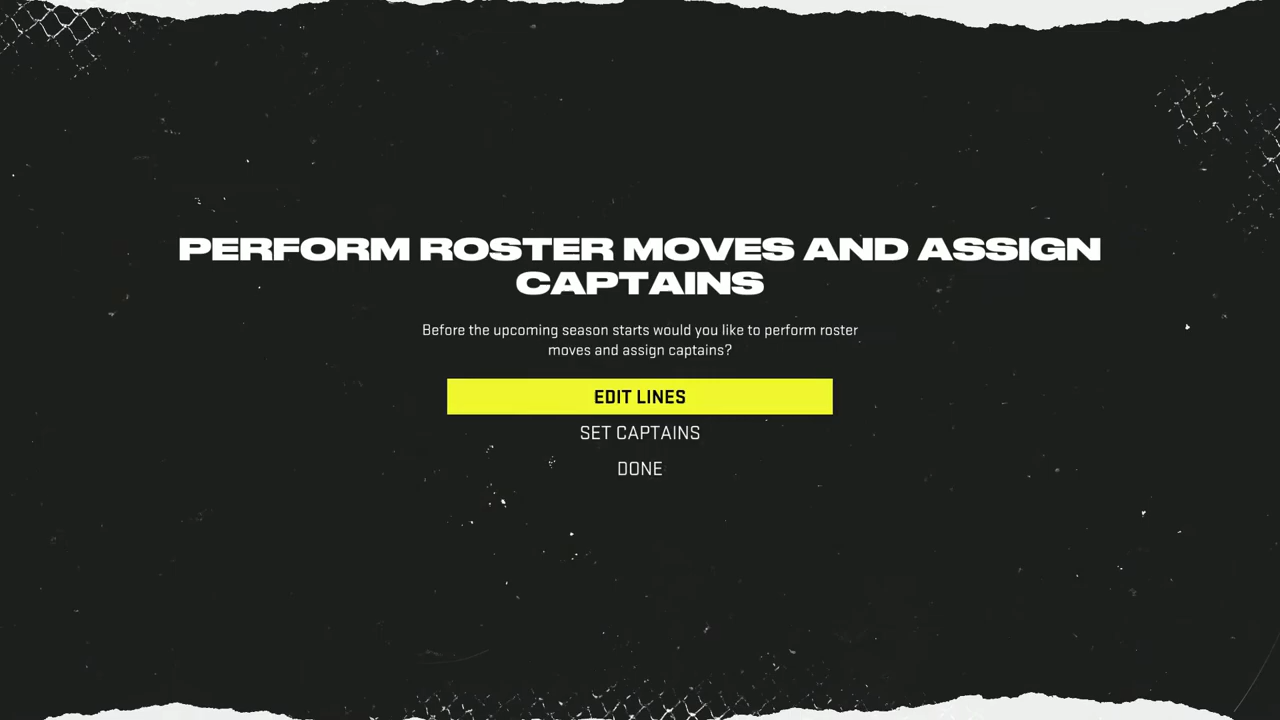 PERFORM ROSTER MOVES AND ASSIGN
CAPTAINS
Before the upcoming season starts would you like to perform roster
moves and assign captains?
EDIT LINES
SET CAPTAINS
DONE